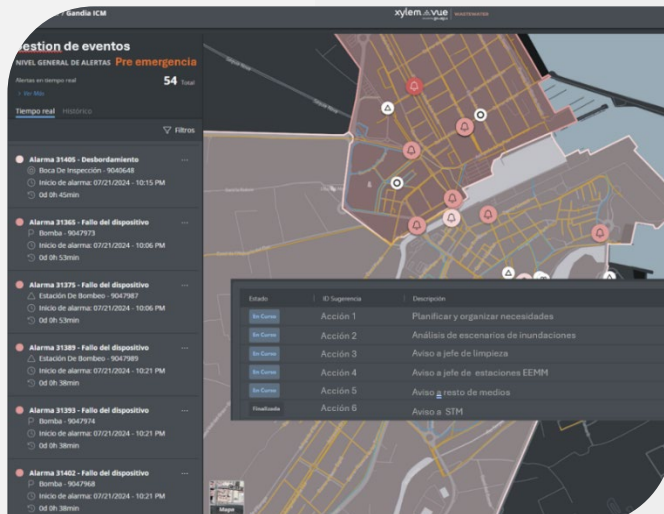 / Gandia ICM
xylem vue
WASTEWATER
Gestion de eventos
NIVEL GENERAL DE ALERTAS Pre emergencia
Alertas en tiempo real 54 Total
> Ver Más
Tiempo real Histórico
Filtros
Alarma 31405 - Desbordamiento
Boca De Inspección - 9040648
Inicio de alarma: 07/21/2024 - 10:15 PM
0d 0h 45min
Alarma 31365 - Fallo del dispositivo
Bomba - 9047973
Inicio de alarma: 07/21/2024 - 10:06 PM
0d 0h 53min
Alarma 31375 - Fallo del dispositivo
Estación De Bombeo - 9047987
Inicio de alarma: 07/21/2024 - 10:06 PM
0d 0h 53min
Alarma 31389 - Fallo del dispositivo
Estación De Bombeo - 9047989
Inicio de alarma: 07/21/2024 - 10:21 PM
0d 0h 38min
Alarma 31393 - Fallo del dispositivo
Bomba - 9047974
Inicio de alarma: 07/21/2024 - 10:21 PM
0d 0h 38min
Alarma 31402 - Fallo del dispositivo
Bomba - 9047968
Inicio de alarma: 07/21/2024 - 10:21 PM
0d 0h 38min
Estado ID Sugerencia Descripción
En Curso Acción 1 Planificar y organizar necesidades
En Curso Acción 2 Análisis de escenarios de inundaciones
En Curso Acción 3 Aviso a jefe de limpieza
En Curso Acción 4 Aviso a jefe de estaciones EEMM
En Curso Acción 5 Aviso a resto de medios
Finalizada Acción 6 Aviso a STM
Mapa